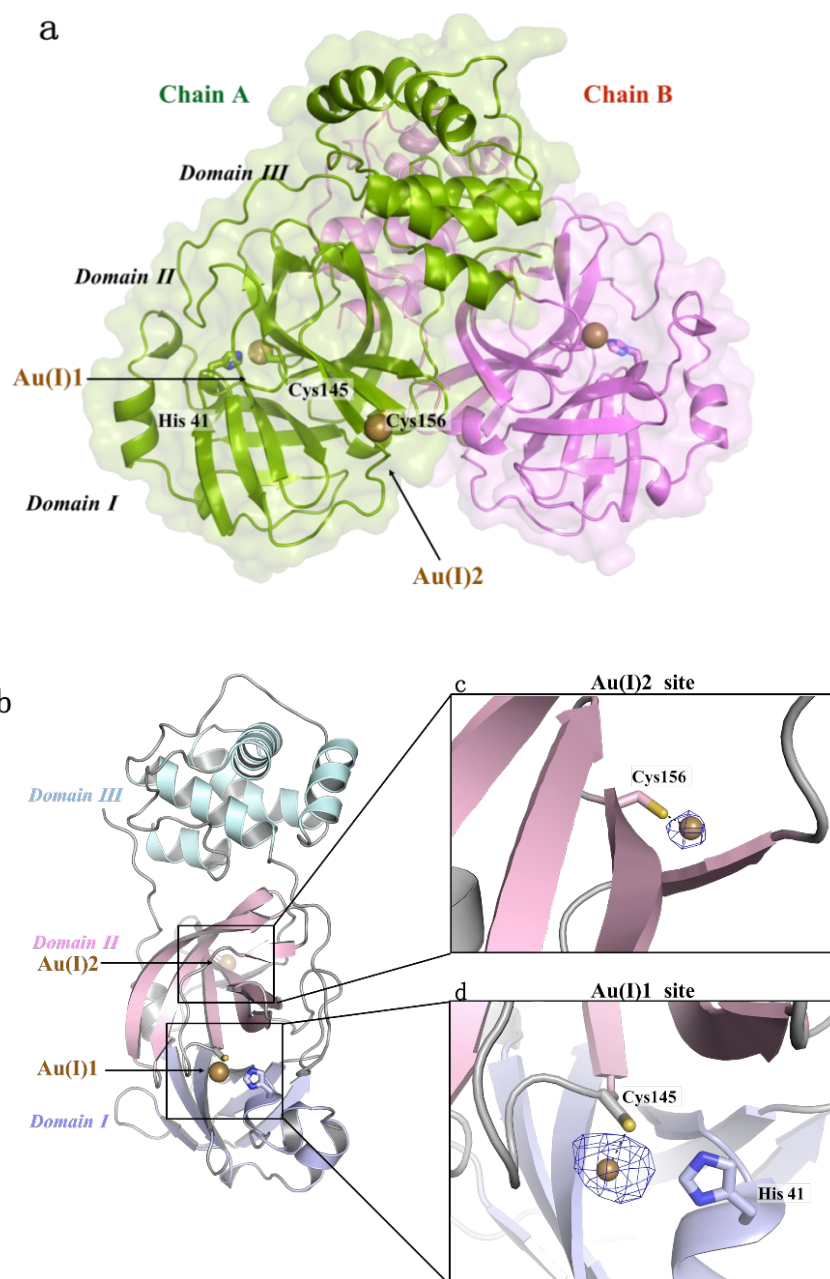 a
Chain A
Chain B
Domain III
Domain II
Au(I)1
Cys145
His 41
Cys156
Domain I
Au(I)2
b
c
Au(I)2 site
Cys156
Domain III
Domain II
Au(I)2
d
Au(I)1 site
Au(I)1
Cys145
Domain I
His 41